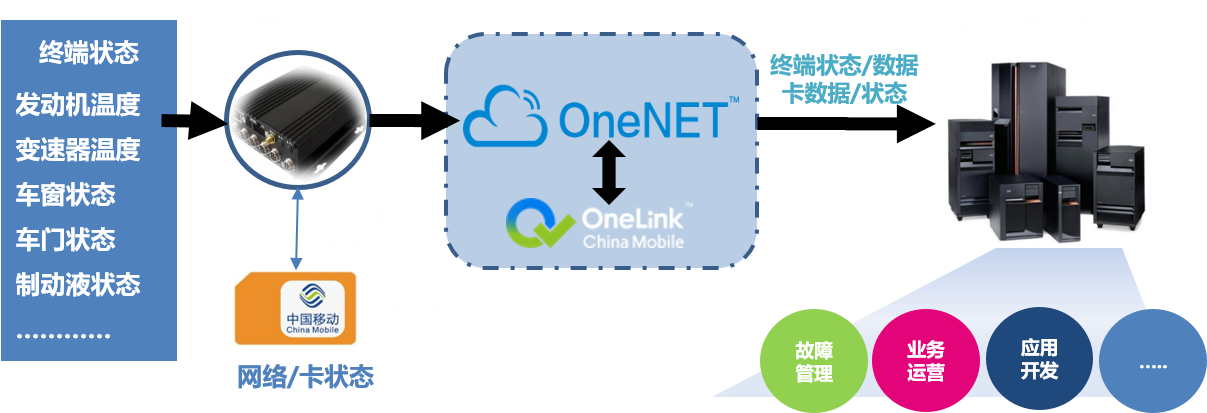 终端状态
发动机温度
变速器温度
车窗状态
车门状态
制动液状态
…………
中国移动
China Mobile
网络/卡状态
OneNET™
OneLink™
China Mobile
终端状态/数据
卡数据/状态
故障
管理
业务
运营
应用
开发
.....